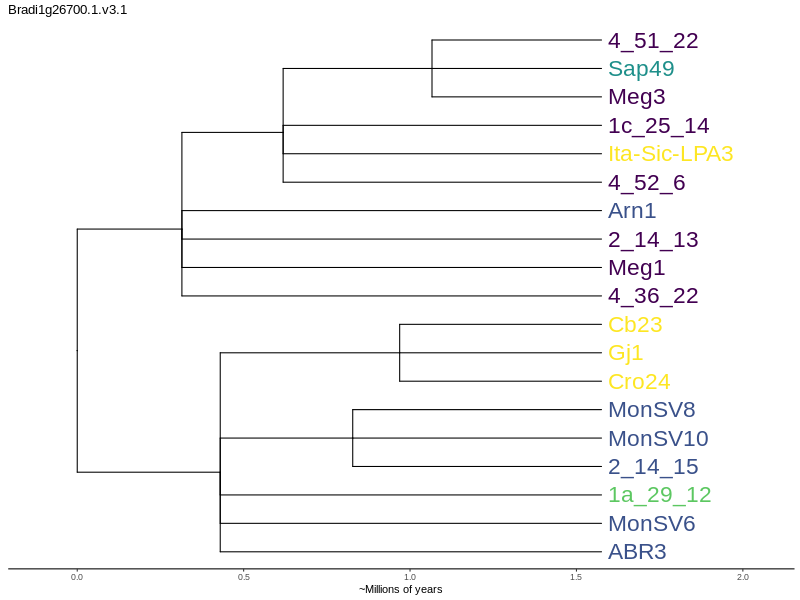 Bradi1g26700.1.v3.1
4_51_22
Sap49
Meg3
1c_25_14
Ita-Sic-LPA3
4_52_6
Arn1
2_14_13
Meg1
4_36_22
Cb23
Gj1
Cro24
MonSV8
MonSV10
2_14_15
1a_29_12
MonSV6
ABR3
0.0 0.5 1.0 1.5 2.0
~Millions of years